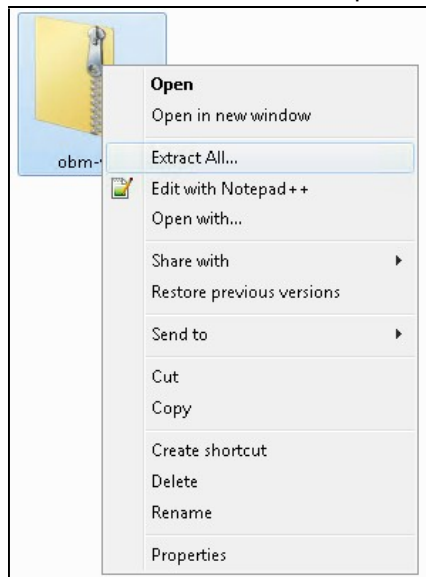 Open
Open in new window
obm-
Extract All...
Edit with Notepad++
Open with...
Share with
Restore previous versions
Send to
Cut
Copy
Create shortcut
Delete
Rename
Properties